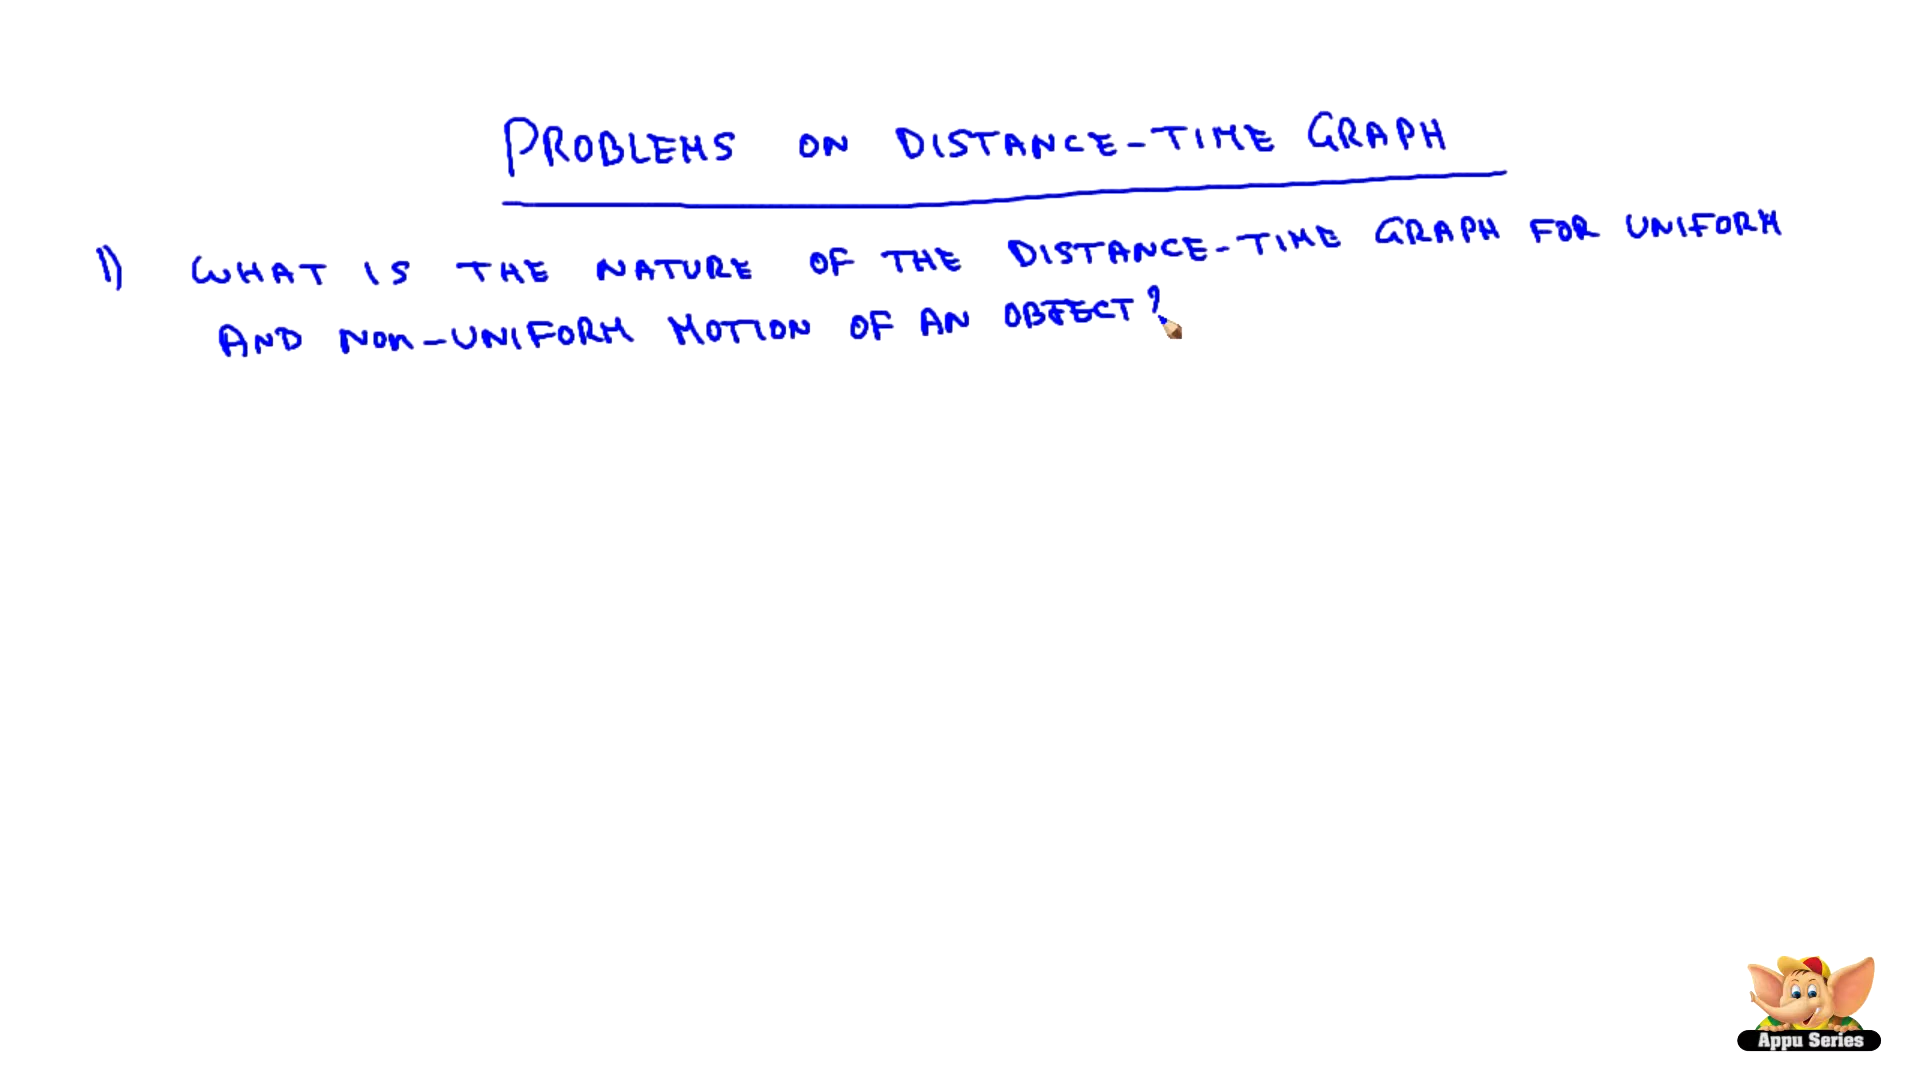 PROBLEMS ON DISTANCE-TIME GRAPH
1) WHAT IS THE NATURE OF THE DISTANCE-TIME GRAPH FOR UNIFORM
AND NON-UNIFORM MOTION OF AN OBJECT?
Appu Series